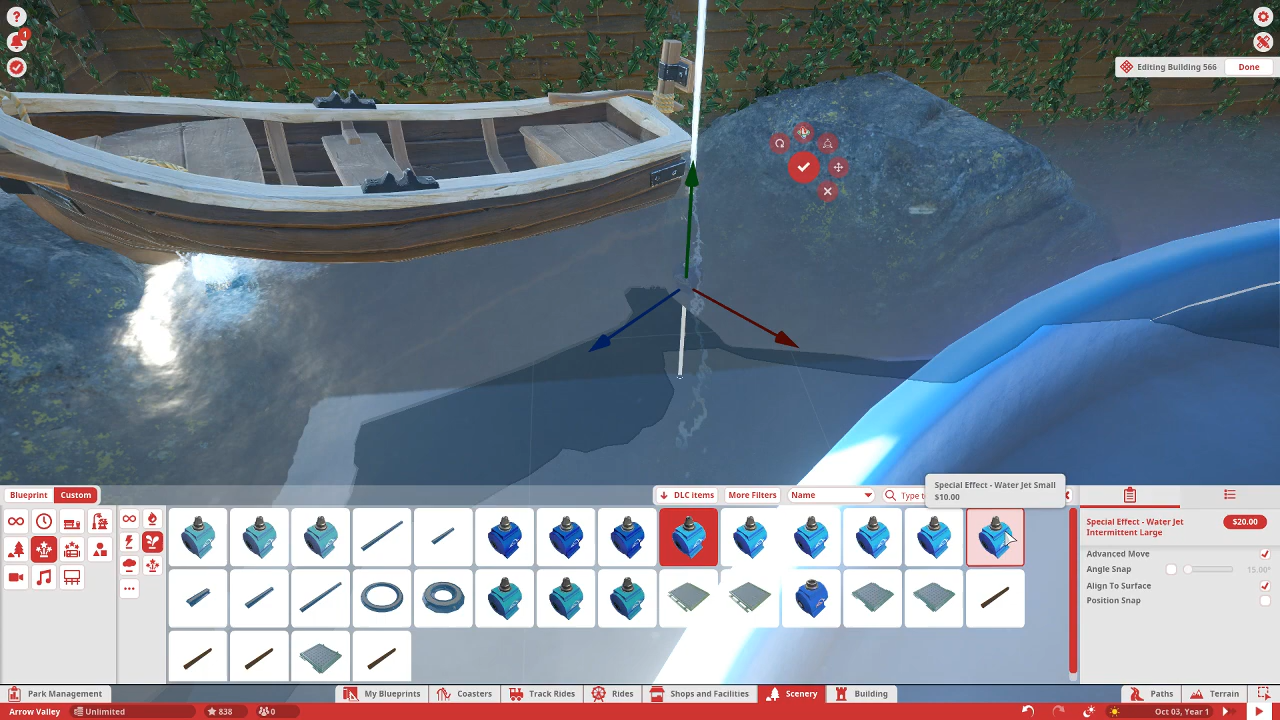 ?
1
Editing Building 566
Done
Blueprint
Custom
DLC items
More Filters
Name
Type t
Special Effect - Water Jet Small
$10.00
Special Effect - Water Jet
Intermittent Large
$20.00
Advanced Move
Angle Snap
15.00°
Align To Surface
Position Snap
Park Management
My Blueprints
Coasters
Track Rides
Rides
Shops and Facilities
Scenery
Building
Paths
Terrain
Arrow Valley
Unlimited
838
0
Oct 03, Year 1